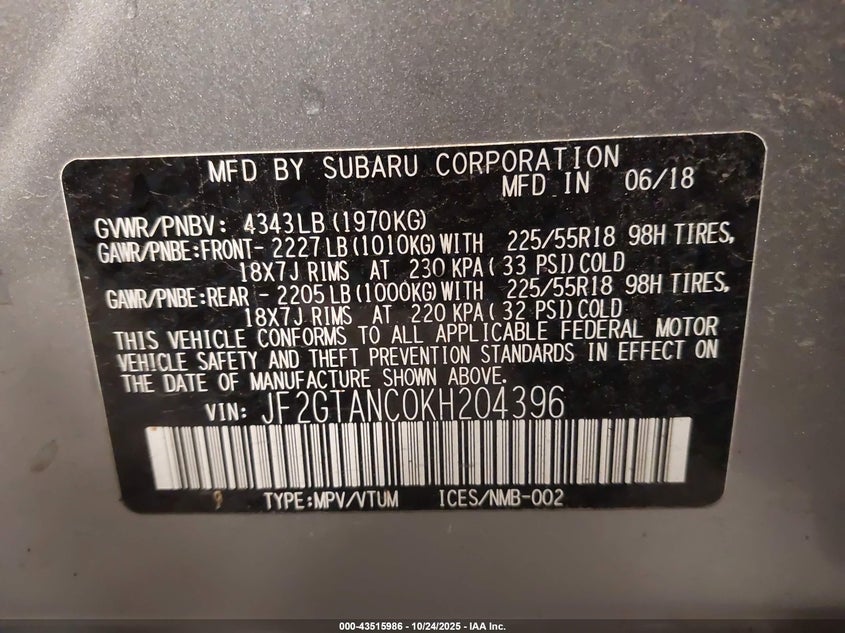 MFD BY SUBARU CORPORATION
MFD IN 06/18
GVWR/PNBV: 4343LB (1970KG)
GAWR/PNBE:FRONT- 2227LB (1010KG) WITH 225/55R18 98H TIRES,
18X7J RIMS AT 230 KPA ( 33 PSI) COLD
GAWR/PNBE:REAR - 2205LB (1000KG) WITH 225/55R18 98H TIRES,
18X7J RIMS AT 220 KPA ( 32 PSI) COLD
THIS VEHICLE CONFORMS TO ALL APPLICABLE FEDERAL MOTOR
VEHICLE SAFETY AND THEFT PREVENTION STANDARDS IN EFFECT ON
THE DATE OF MANUFACTURE SHOWN ABOVE.
VIN: JF2GTANC0KH204396
9 TYPE:MPV/VTUM ICES/NMB-002
000-43515986 - 10/24/2025 - IAA Inc.